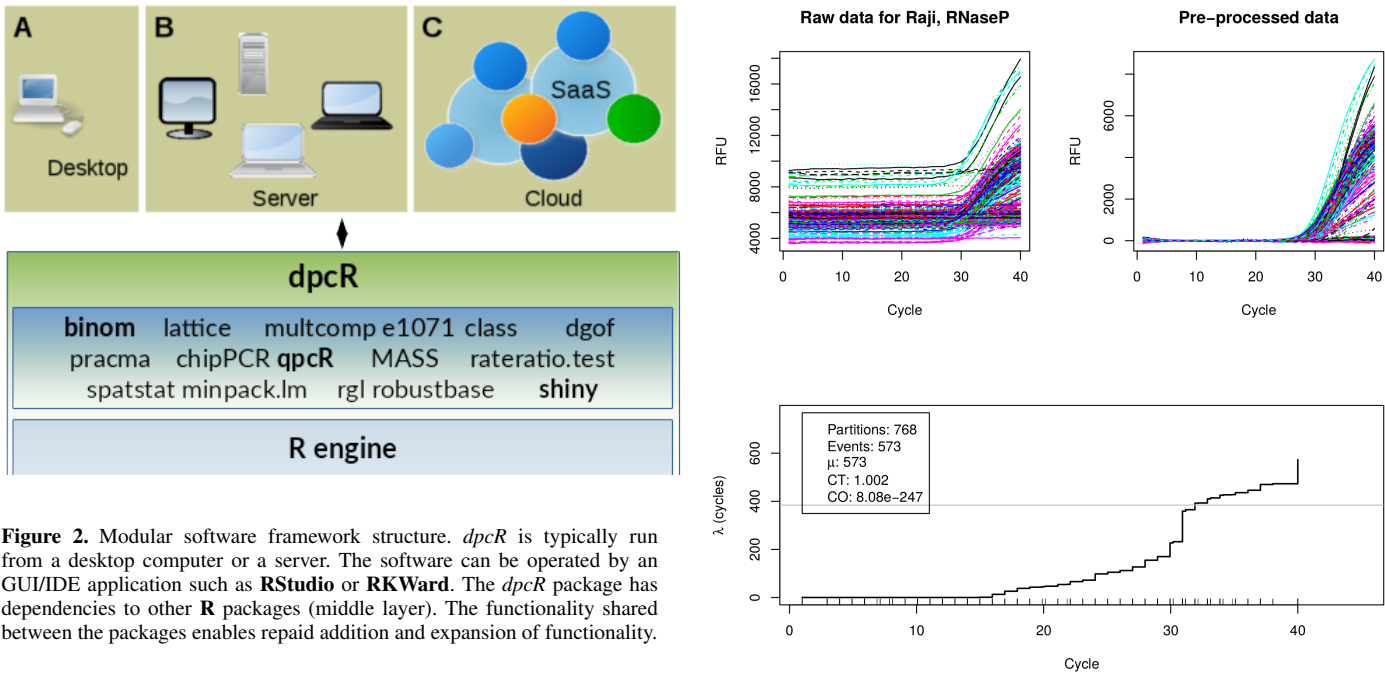 A
B
C
SaaS
Desktop
Server
Cloud
dpcR
binom lattice multcomp e1071 class dgof
pracma chipPCR qpcR MASS rateratio.test
spatstat minpack.lm rgl robustbase shiny
R engine
Figure 2. Modular software framework structure. dpcR is typically run
from a desktop computer or a server. The software can be operated by an
GUI/IDE application such as RStudio or RKWard. The dpcR package has
dependencies to other R packages (middle layer). The functionality shared
between the packages enables repaid addition and expansion of functionality.
Raw data for Raji, RNaseP
RFU
16000
12000
8000
4000
0 10 20 30 40
Cycle
Pre−processed data
RFU
6000
2000
0
0 10 20 30 40
Cycle
Partitions: 768
Events: 573
μ: 573
CT: 1.002
CO: 8.08e−247
λ (cycles)
600
400
200
0
0 10 20 30 40
Cycle